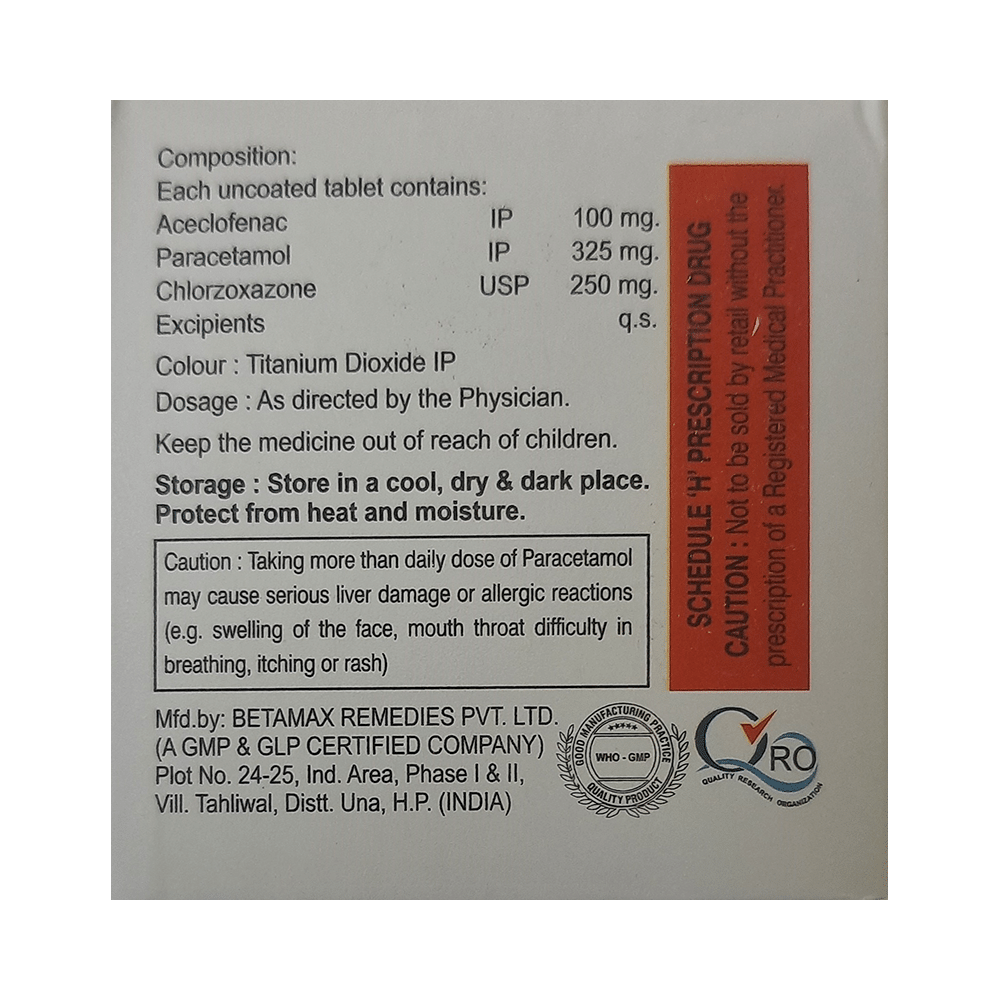 Composition:
Each uncoated tablet contains:
Aceclofenac IP 100 mg.
Paracetamol IP 325 mg.
Chlorzoxazone USP 250 mg.
Excipients q.s.
Colour : Titanium Dioxide IP
Dosage : As directed by the Physician.
Keep the medicine out of reach of children.
Storage : Store in a cool, dry & dark place.
Protect from heat and moisture.
Caution : Taking more than daily dose of Paracetamol
may cause serious liver damage or allergic reactions
(e.g. swelling of the face, mouth throat difficulty in
breathing, itching or rash)
Mfd.by: BETAMAX REMEDIES PVT. LTD.
(A GMP & GLP CERTIFIED COMPANY)
Plot No. 24-25, Ind. Area, Phase I & II,
Vill. Tahliwal, Distt. Una, H.P. (INDIA)
GOOD MANUFACTURING PRACTICE
WHO - GMP
QUALITY PRODUCT
QRO
QUALITY RESEARCH ORGANIZATION
SCHEDULE 'H' PRESCRIPTION DRUG
CAUTION : Not to be sold by retail without the
prescription of a Registered Medical Practitioner.